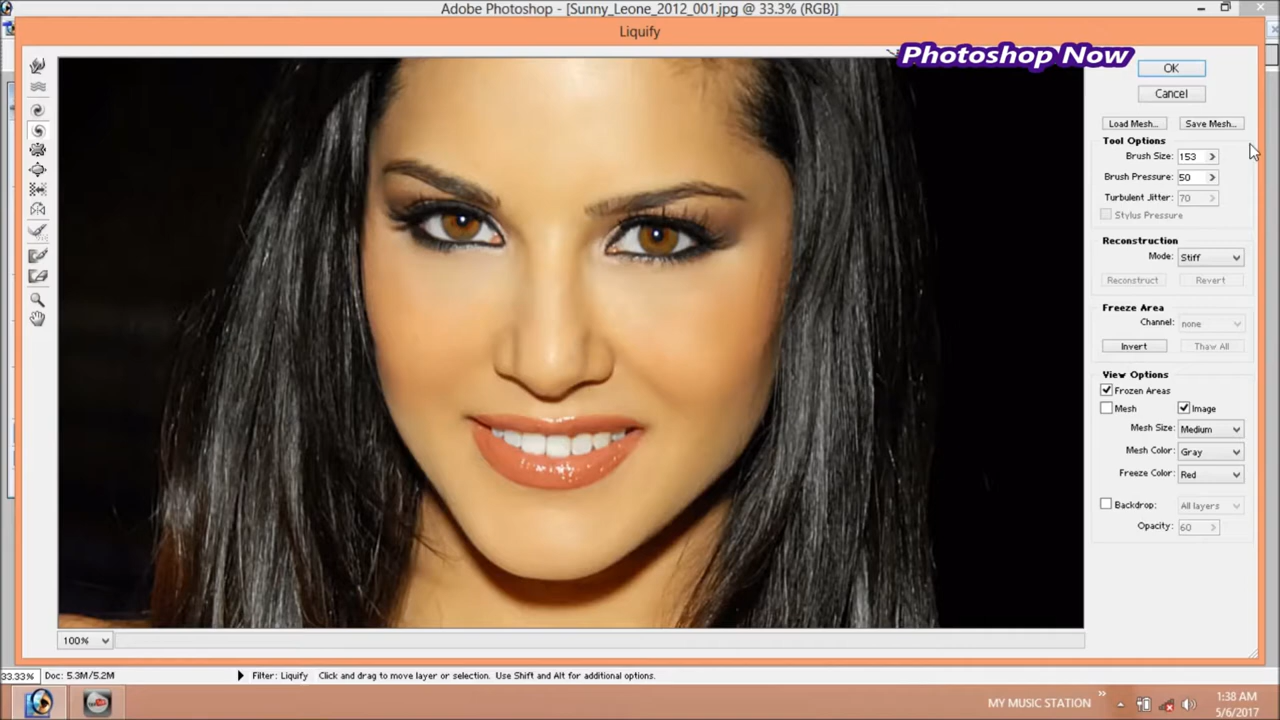 Adobe Photoshop - [Sunny_Leone_2012_001.jpg @ 33.3% (RGB)]
Liquify
Photoshop Now
OK
Cancel
Load Mesh...
Save Mesh...
Tool Options
Brush Size: 153
Brush Pressure: 50
Turbulent Jitter: 70
Stylus Pressure
Reconstruction
Mode: Stiff
Reconstruct
Revert
Freeze Area
Channel: none
Invert
Thaw All
View Options
Frozen Areas
Mesh
Image
Mesh Size: Medium
Mesh Color: Gray
Freeze Color: Red
Backdrop: All layers
Opacity: 60
100%
33.33%
Doc: 5.3M/5.2M
Filter: Liquify
Click and drag to move layer or selection. Use Shift and Alt for additional options.
MY MUSIC STATION
1:38 AM
5/6/2017